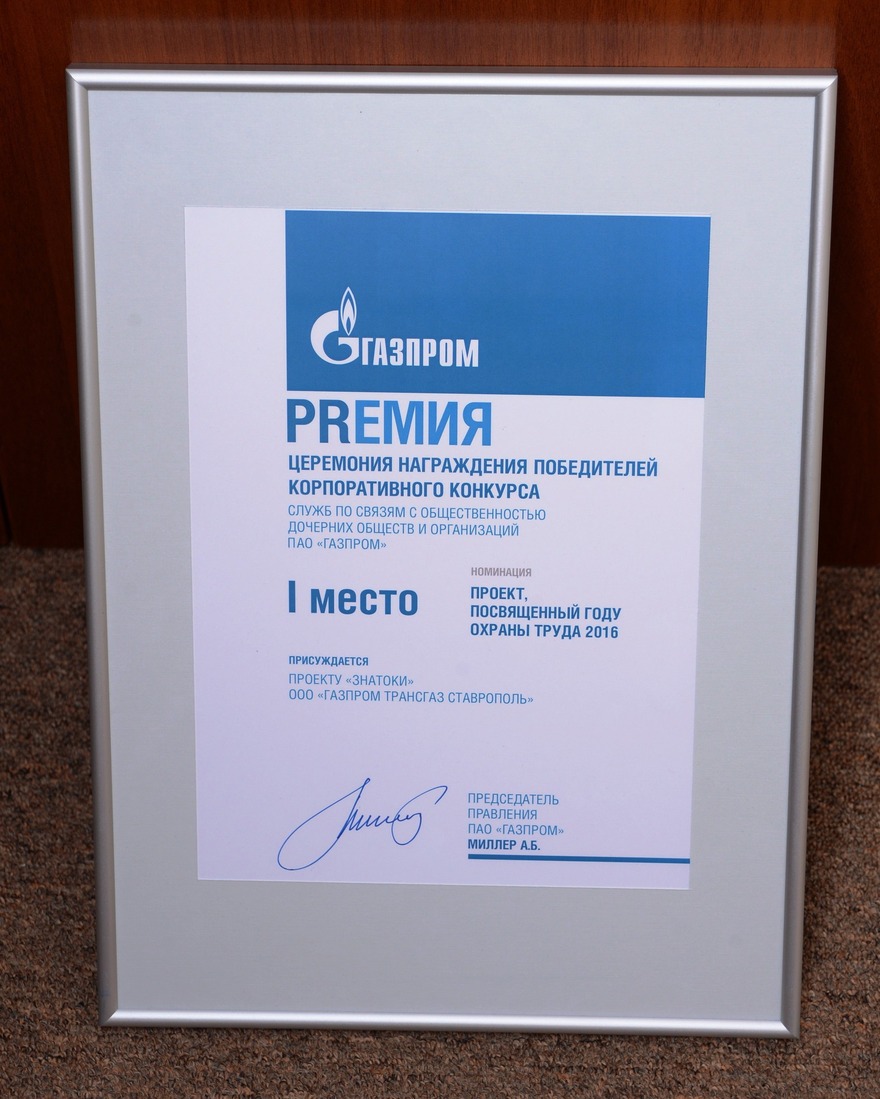 ГАЗПРОМ
PRЕМИЯ
ЦЕРЕМОНИЯ НАГРАЖДЕНИЯ ПОБЕДИТЕЛЕЙ
КОРПОРАТИВНОГО КОНКУРСА
СЛУЖБ ПО СВЯЗЯМ С ОБЩЕСТВЕННОСТЬЮ
ДОЧЕРНИХ ОБЩЕСТВ И ОРГАНИЗАЦИЙ
ПАО «ГАЗПРОМ»
I место
НОМИНАЦИЯ
ПРОЕКТ,
ПОСВЯЩЕННЫЙ ГОДУ
ОХРАНЫ ТРУДА 2016
ПРИСУЖДАЕТСЯ
ПРОЕКТУ «ЗНАТОКИ»
ООО «ГАЗПРОМ ТРАНСГАЗ СТАВРОПОЛЬ»
ПРЕДСЕДАТЕЛЬ
ПРАВЛЕНИЯ
ПАО «ГАЗПРОМ»
МИЛЛЕР А.Б.